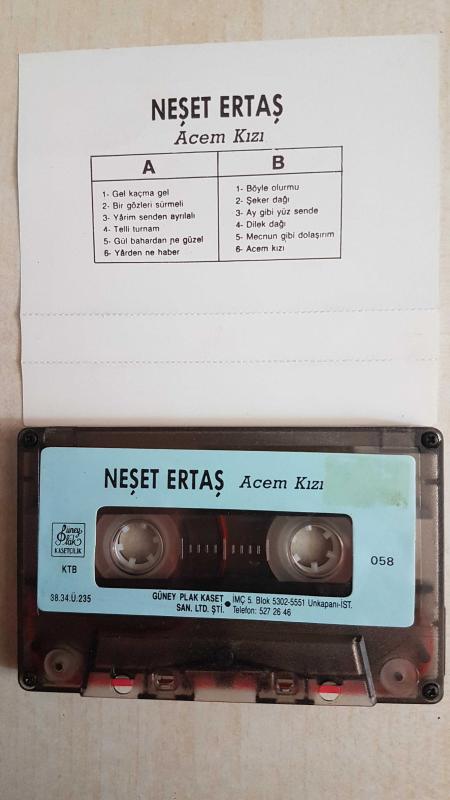 NEŞET ERTAŞ
Acem Kızı
A
1- Gel kaçma gel
2- Bir gözleri sürmeli
3- Yârim senden ayrılalı
4- Telli turnam
5- Gül bahardan ne güzel
6- Yârden ne haber
B
1- Böyle olurmu
2- Şeker dağı
3- Ay gibi yüz sende
4- Dilek dağı
5- Mecnun gibi dolaşırım
6- Acem kızı
NEŞET ERTAŞ Acem Kızı
Güney
Plak
KASETÇİLİK
KTB
38.34.Ü.235
058
GÜNEY PLAK KASET
SAN. LTD. ŞTİ.
İMÇ 5. Blok 5302-5551 Unkapanı-İST.
Telefon: 527 26 46